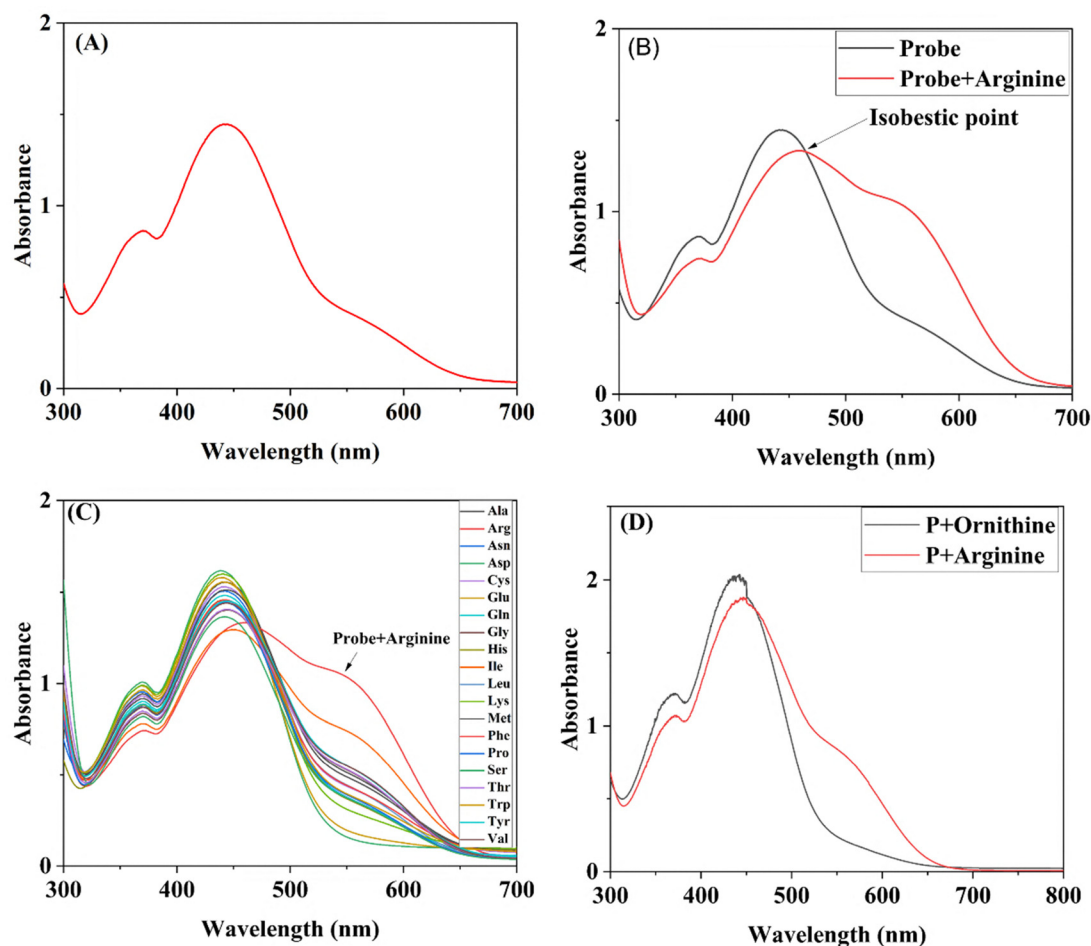 (A)
2
1
0
Absorbance
300
400
500
600
700
Wavelength (nm)
(B)
Probe
Probe+Arginine
Isobestic point
2
1
0
Absorbance
300
400
500
600
700
Wavelength (nm)
(C)
Ala
Arg
Asn
Asp
Cys
Glu
Gln
Gly
His
Ile
Leu
Lys
Met
Phe
Pro
Ser
Thr
Trp
Tyr
Val
Probe+Arginine
2
1
0
Absorbance
300
400
500
600
700
Wavelength (nm)
(D)
P+Ornithine
P+Arginine
2
1
0
Absorbance
300
400
500
600
700
800
Wavelength (nm)